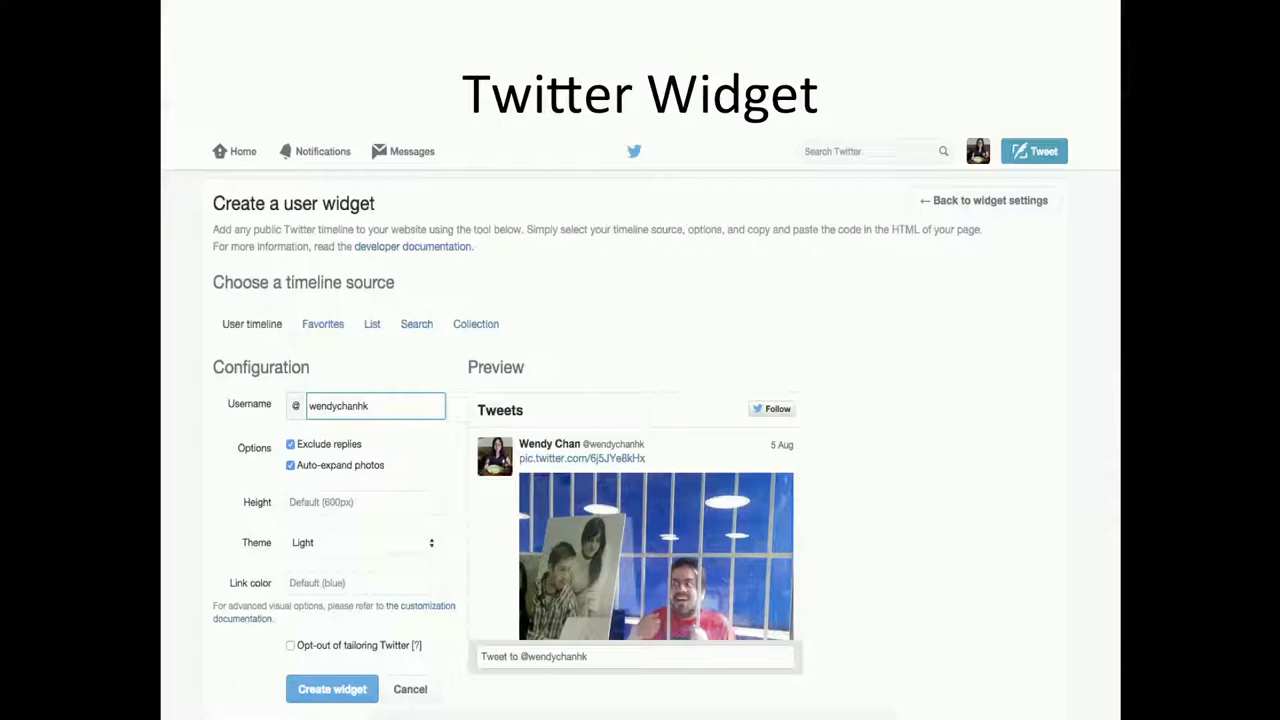 Twitter Widget
Home Notifications Messages Search Twitter Tweet
Create a user widget ← Back to widget settings
Add any public Twitter timeline to your website using the tool below. Simply select your timeline source, options, and copy and paste the code in the HTML of your page.
For more information, read the developer documentation.
Choose a timeline source
User timeline Favorites List Search Collection
Configuration Preview
Username @ wendychanhk
Tweets Follow
Options Exclude replies
Auto-expand photos
Wendy Chan @wendychanhk 5 Aug
pic.twitter.com/6j5JYe8kHx
Height Default (600px)
Theme Light
Link color Default (blue)
For advanced visual options, please refer to the customization
documentation.
Opt-out of tailoring Twitter [?]
Tweet to @wendychanhk
Create widget Cancel